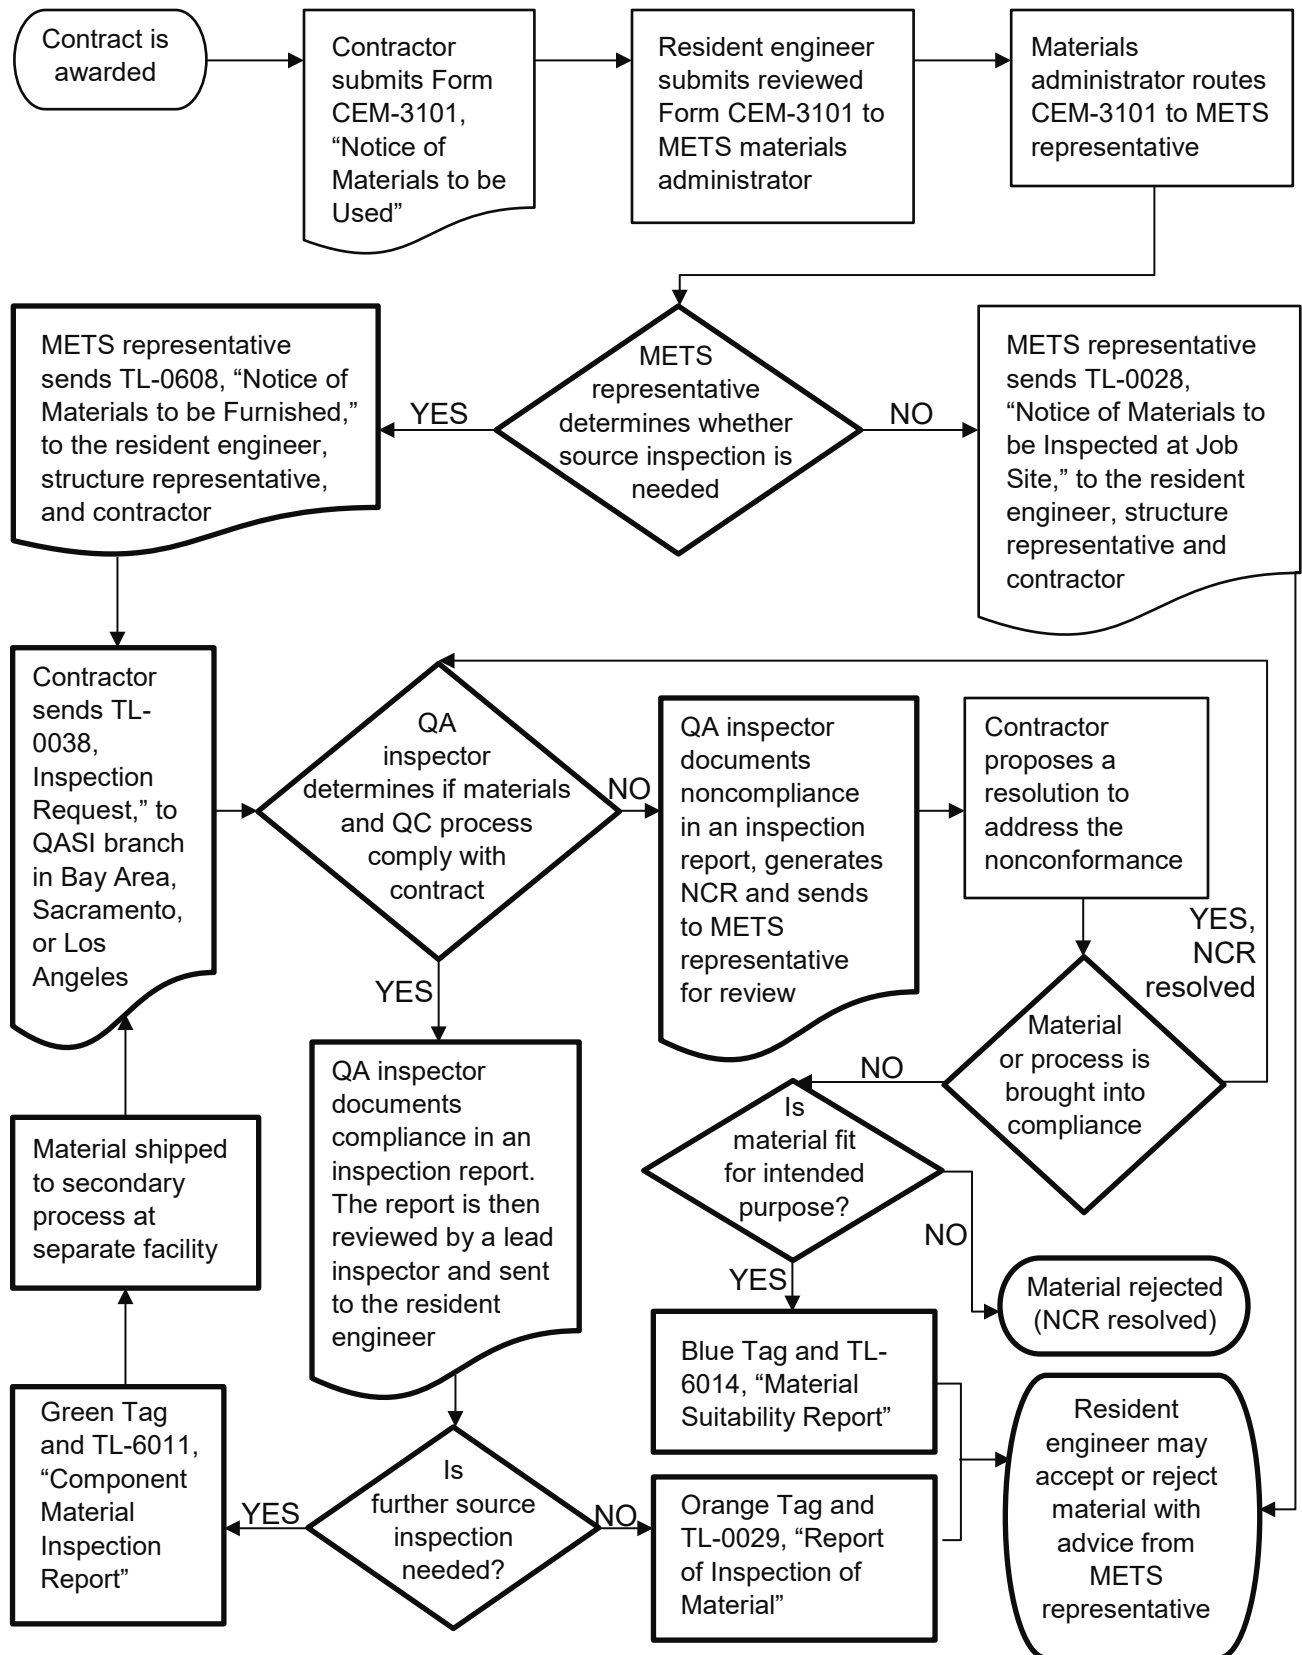 Contract is
awarded
Contractor
submits Form
CEM-3101,
“Notice of
Materials to be
Used”
Resident engineer
submits reviewed
Form CEM-3101 to
METS materials
administrator
Materials
administrator routes
CEM-3101 to METS
representative
METS representative
sends TL-0608, “Notice of
Materials to be Furnished,”
to the resident engineer,
structure representative,
and contractor
YES
METS
representative
determines whether
source inspection is
needed
NO
METS representative
sends TL-0028,
“Notice of Materials to
be Inspected at Job
Site,” to the resident
engineer, structure
representative and
contractor
Contractor
sends TL-
0038,
Inspection
Request,” to
QASI branch
in Bay Area,
Sacramento,
or Los
Angeles
QA
inspector
determines if materials
and QC process
comply with
contract
NO
QA inspector
documents
noncompliance
in an inspection
report, generates
NCR and sends
to METS
representative
for review
Contractor
proposes a
resolution to
address the
nonconformance
YES,
NCR
resolved
YES
Material
or process is
brought into
compliance
NO
QA inspector
documents
compliance in an
inspection report.
The report is then
reviewed by a lead
inspector and sent
to the resident
engineer
Is
material fit
for intended
purpose?
NO
YES
Material shipped
to secondary
process at
separate facility
Material rejected
(NCR resolved)
Blue Tag and TL-
6014, “Material
Suitability Report”
Resident
engineer may
accept or reject
material with
advice from
METS
representative
Green Tag
and TL-6011,
“Component
Material
Inspection
Report”
YES
Is
further source
inspection
needed?
NO
Orange Tag and
TL-0029, “Report
of Inspection of
Material”